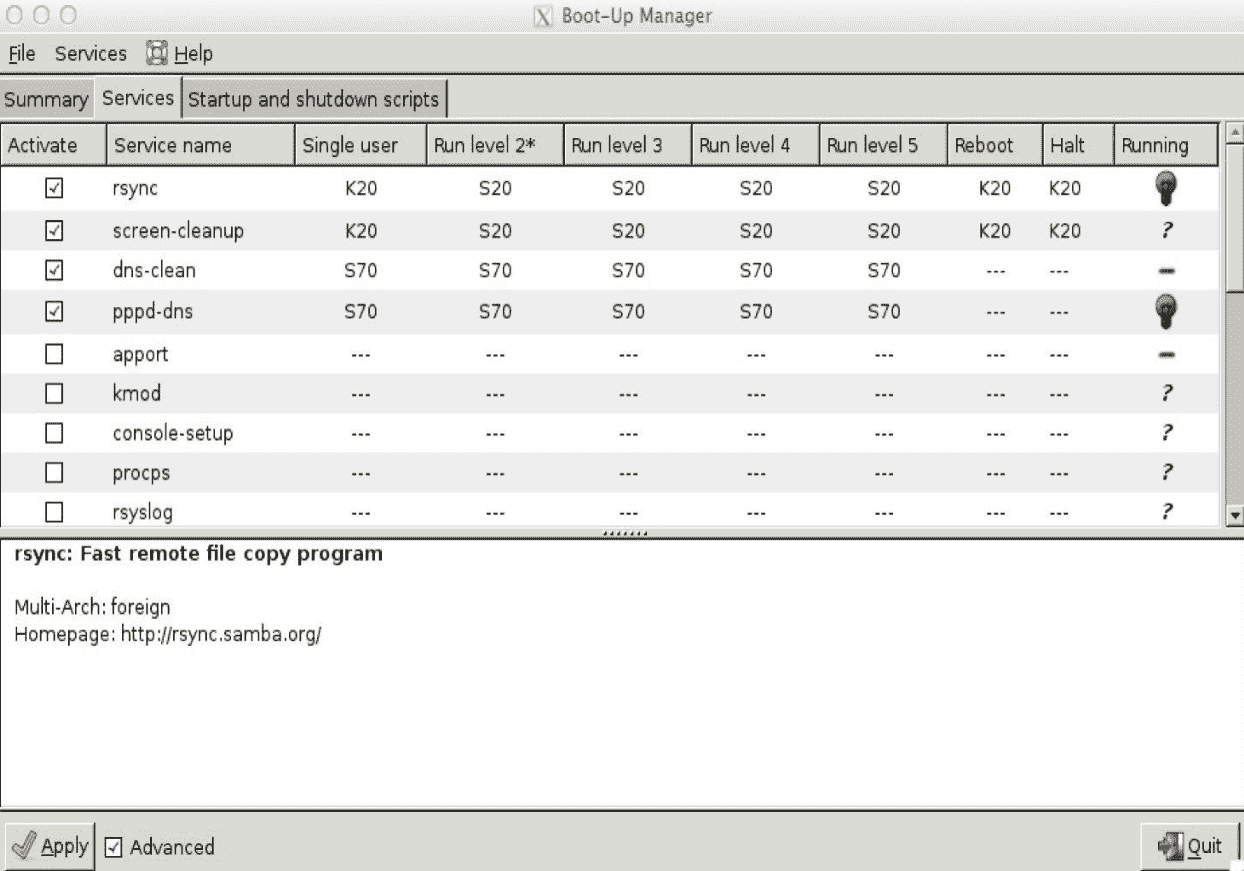 Boot-Up Manager
File Services Help
Summary Services Startup and shutdown scripts
Activate Service name Single user Run level 2* Run level 3 Run level 4 Run level 5 Reboot Halt Running
rsync K20 S20 S20 S20 S20 K20 K20
screen-cleanup K20 S20 S20 S20 S20 K20 K20 ?
dns-clean S70 S70 S70 S70 S70 --- ---
pppd-dns S70 S70 S70 S70 S70 --- ---
apport --- --- --- --- --- --- ---
kmod --- --- --- --- --- --- --- ?
console-setup --- --- --- --- --- --- --- ?
procps --- --- --- --- --- --- --- ?
rsyslog --- --- --- --- --- --- --- ?
rsync: Fast remote file copy program
Multi-Arch: foreign
Homepage: http://rsync.samba.org/
Apply Advanced Quit